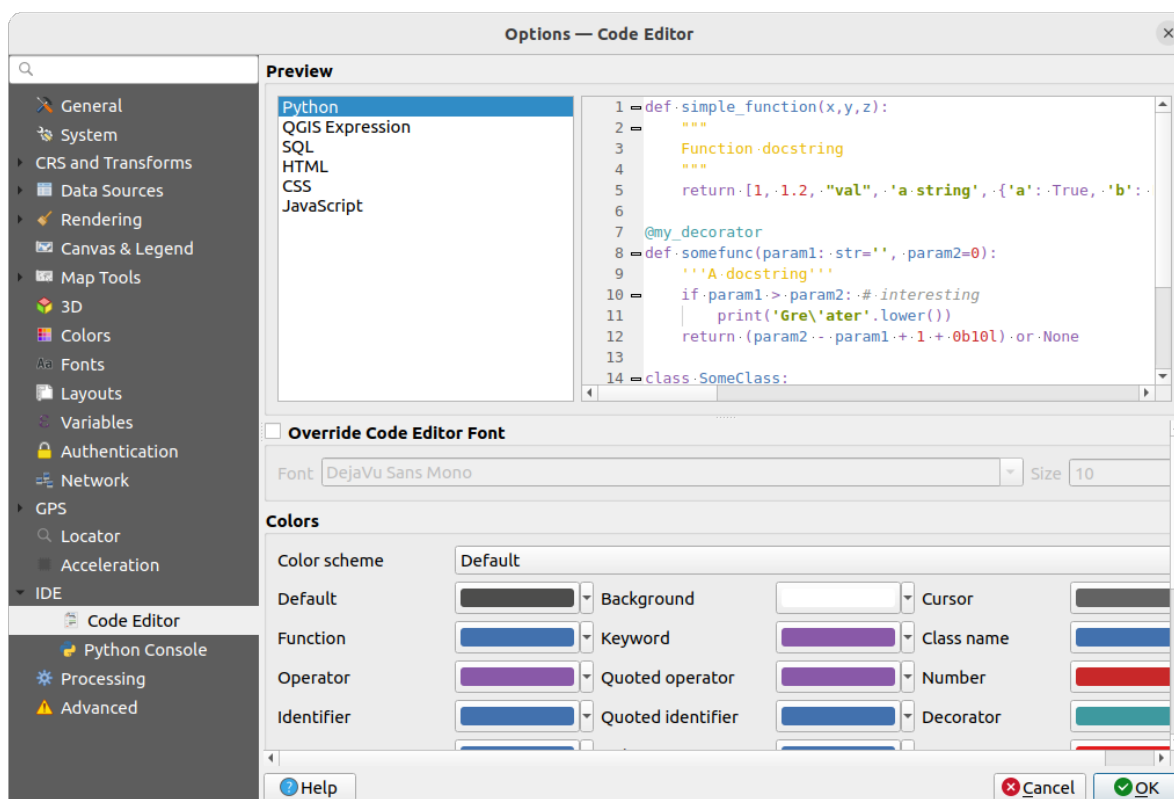 Options — Code Editor
General
System
CRS and Transforms
Data Sources
Rendering
Canvas & Legend
Map Tools
3D
Colors
Fonts
Layouts
Variables
Authentication
Network
GPS
Locator
Acceleration
IDE
Code Editor
Python Console
Processing
Advanced
Preview
Python
QGIS Expression
SQL
HTML
CSS
JavaScript
1 def·simple_function(x,y,z):
2 """
3 Function·docstring
4 """
5 return·[1,·1.2,·"val",·'a·string',·{'a':·True,·'b':·
6
7 @my_decorator
8 def·somefunc(param1:·str='',·param2=0):
9 '''A·docstring'''
10 if·param1·>·param2:·#·interesting
11 print('Gre\'ater'.lower())
12 return·(param2·-·param1·+·1·+·0b10l)·or·None
13
14 class·SomeClass:
Override Code Editor Font
Font DejaVu Sans Mono Size 10
Colors
Color scheme Default
Default Background Cursor
Function Keyword Class name
Operator Quoted operator Number
Identifier Quoted identifier Decorator
Help Cancel OK